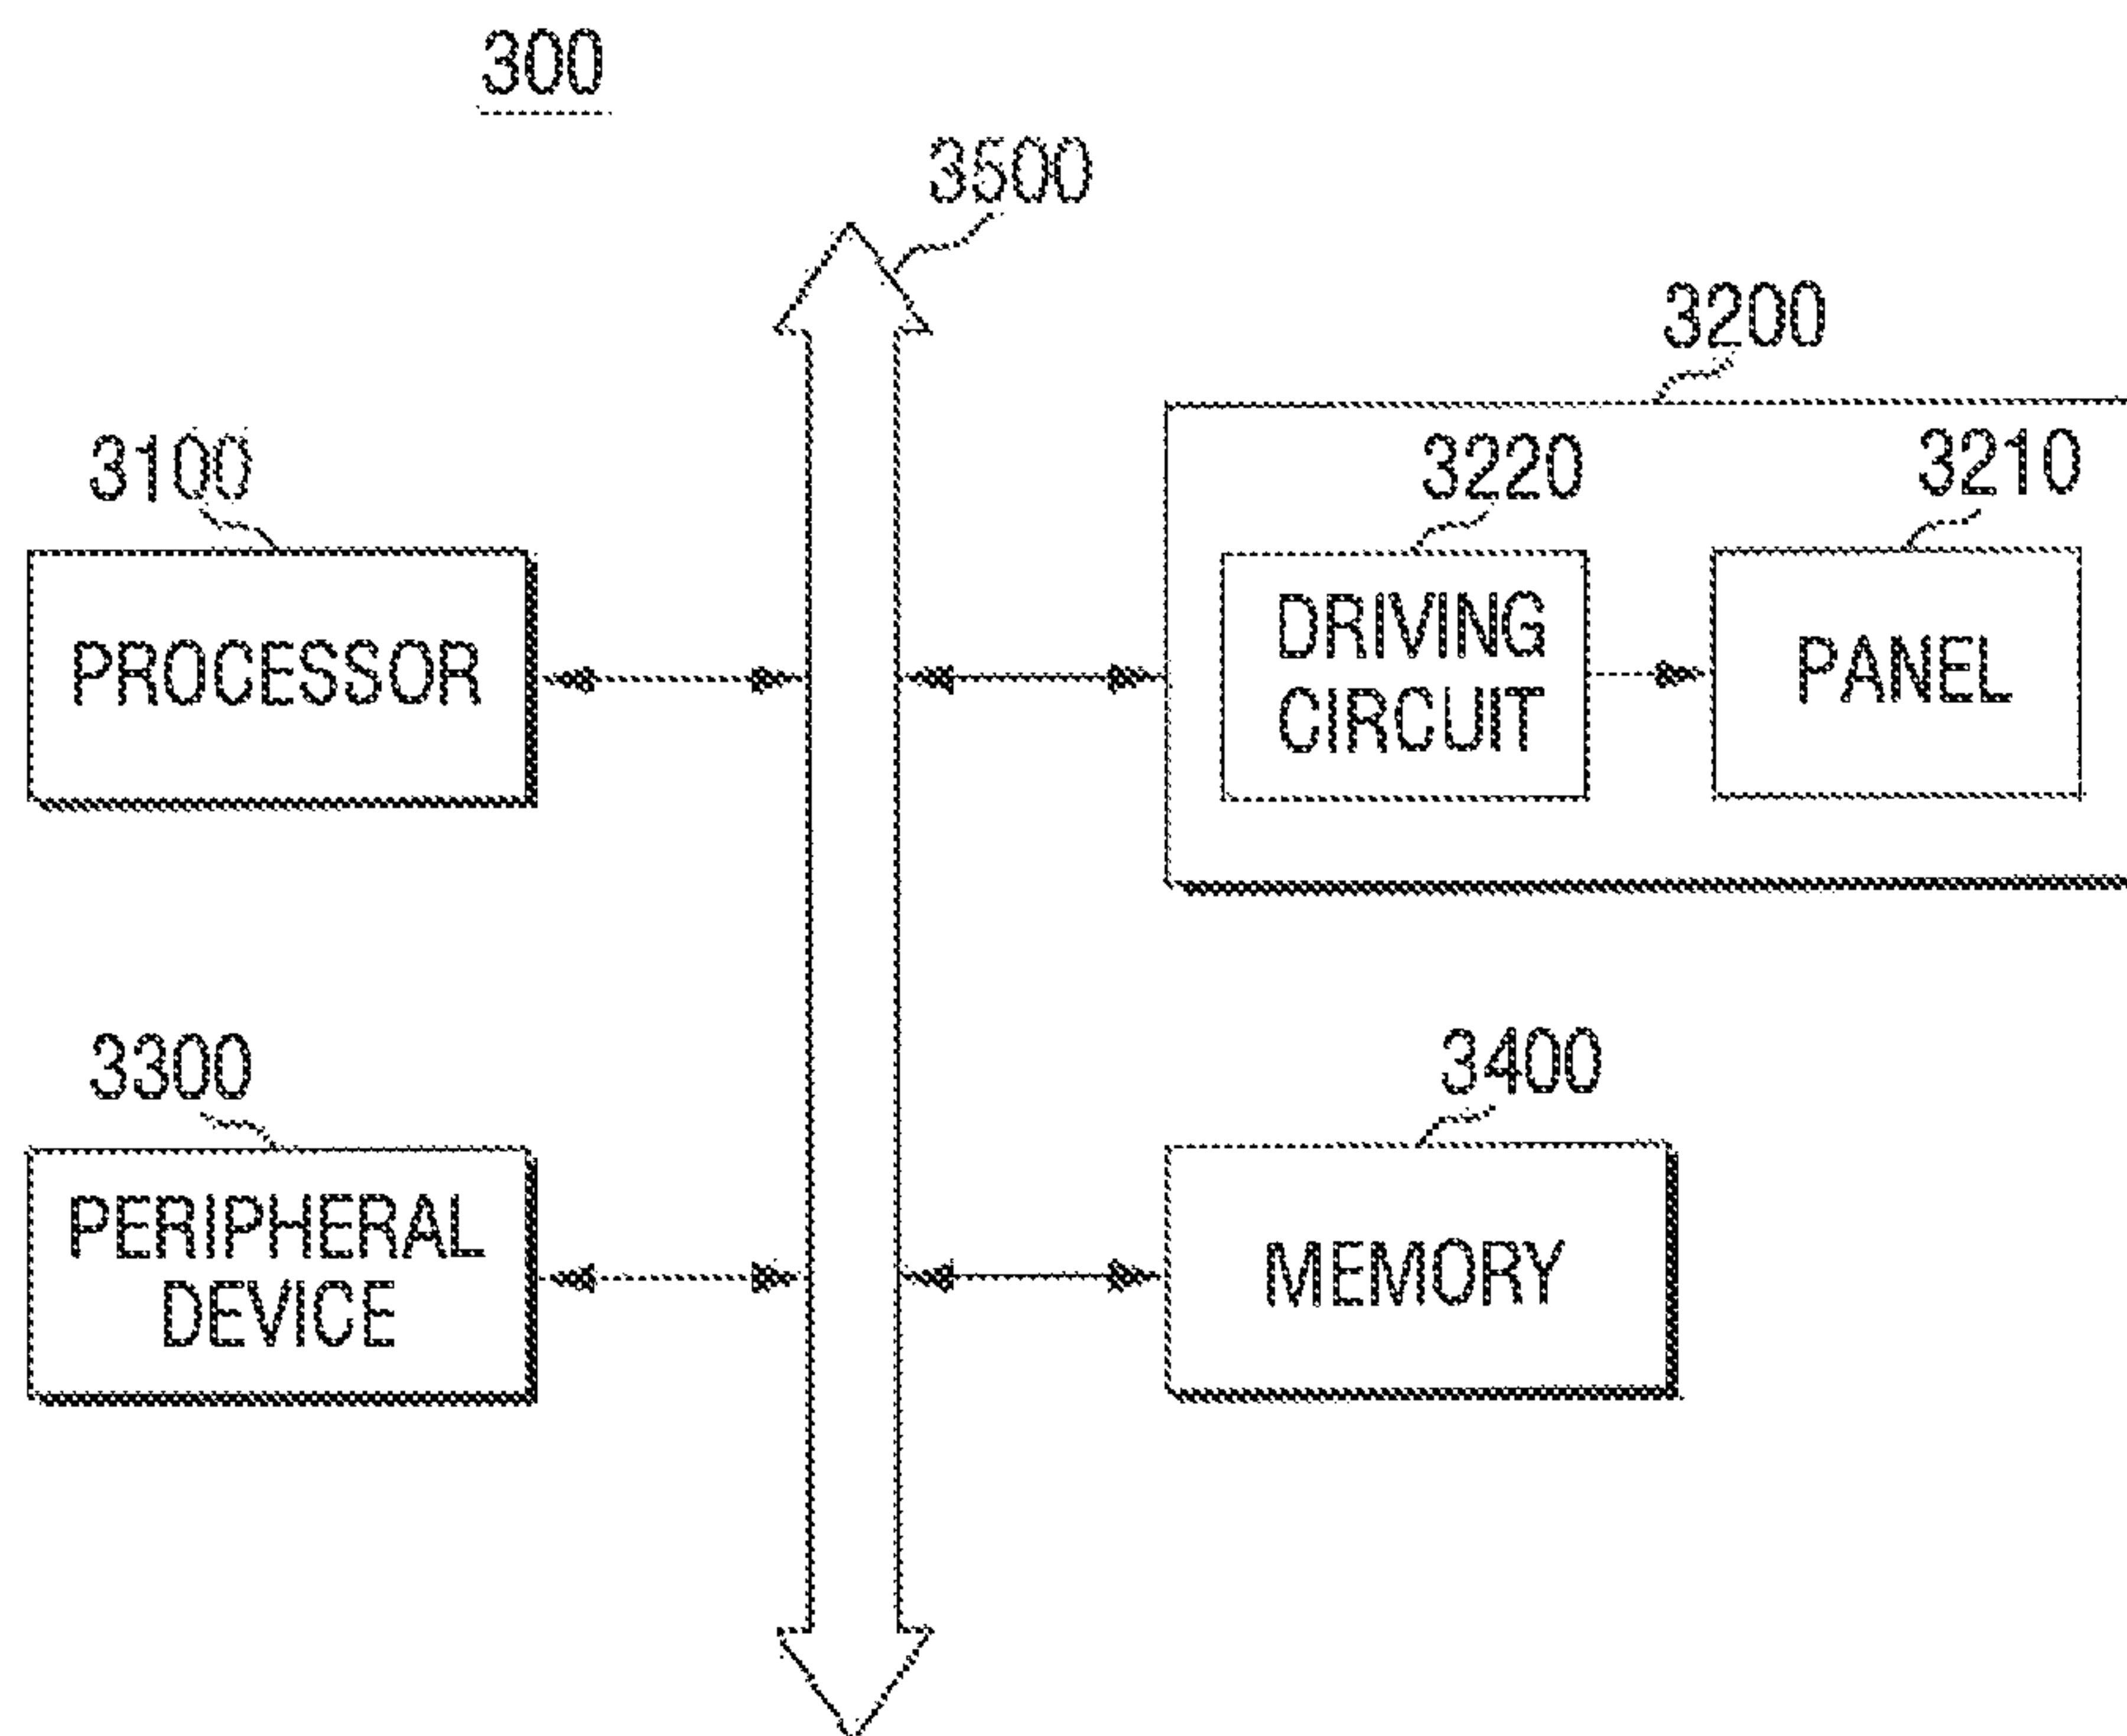 300
3500
3200
3100
3220
3210
PROCESSOR
DRIVING
CIRCUIT
PANEL
3300
3400
PERIPHERAL
DEVICE
MEMORY